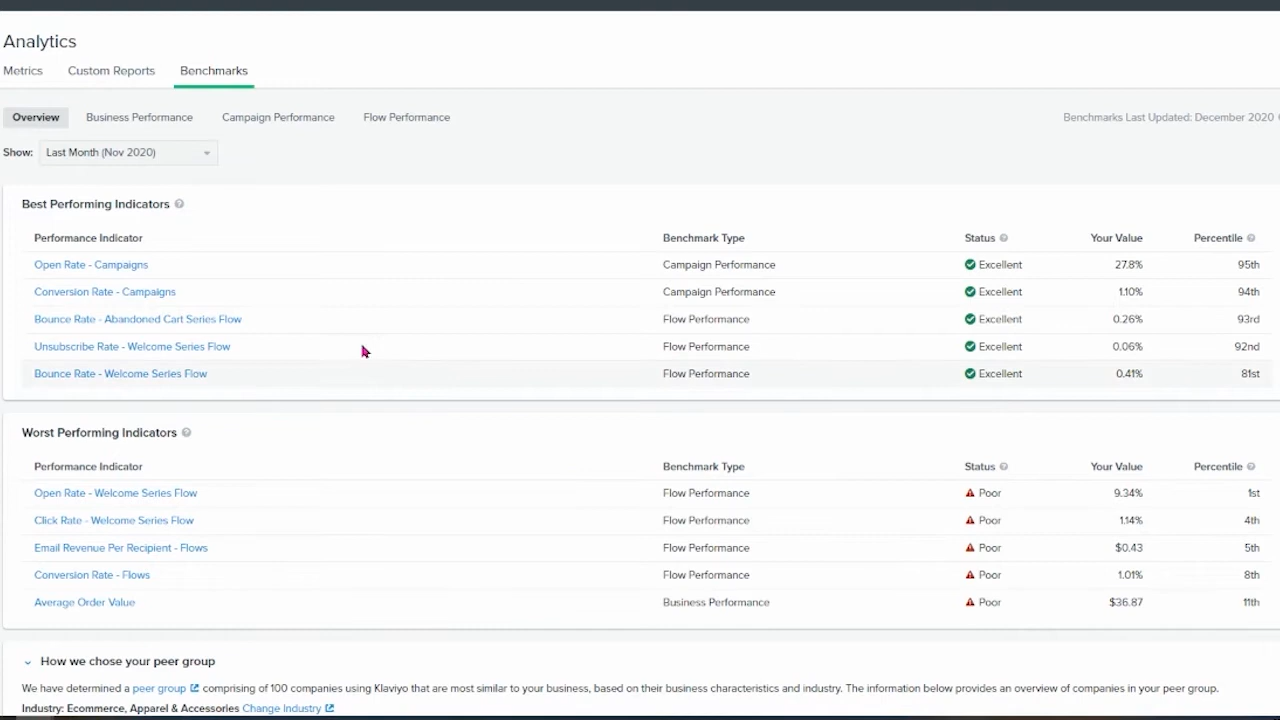 Analytics
Metrics Custom Reports Benchmarks
Overview Business Performance Campaign Performance Flow Performance Benchmarks Last Updated: December 2020
Show: Last Month (Nov 2020)
Best Performing Indicators
Performance Indicator Benchmark Type Status Your Value Percentile
Open Rate - Campaigns Campaign Performance Excellent 27.8% 95th
Conversion Rate - Campaigns Campaign Performance Excellent 1.10% 94th
Bounce Rate - Abandoned Cart Series Flow Flow Performance Excellent 0.26% 93rd
Unsubscribe Rate - Welcome Series Flow Flow Performance Excellent 0.06% 92nd
Bounce Rate - Welcome Series Flow Flow Performance Excellent 0.41% 81st
Worst Performing Indicators
Performance Indicator Benchmark Type Status Your Value Percentile
Open Rate - Welcome Series Flow Flow Performance Poor 9.34% 1st
Click Rate - Welcome Series Flow Flow Performance Poor 1.14% 4th
Email Revenue Per Recipient - Flows Flow Performance Poor $0.43 5th
Conversion Rate - Flows Flow Performance Poor 1.01% 8th
Average Order Value Business Performance Poor $36.87 11th
How we chose your peer group
We have determined a peer group comprising of 100 companies using Klaviyo that are most similar to your business, based on their business characteristics and industry. The information below provides an overview of companies in your peer group.
Industry: Ecommerce, Apparel & Accessories Change Industry